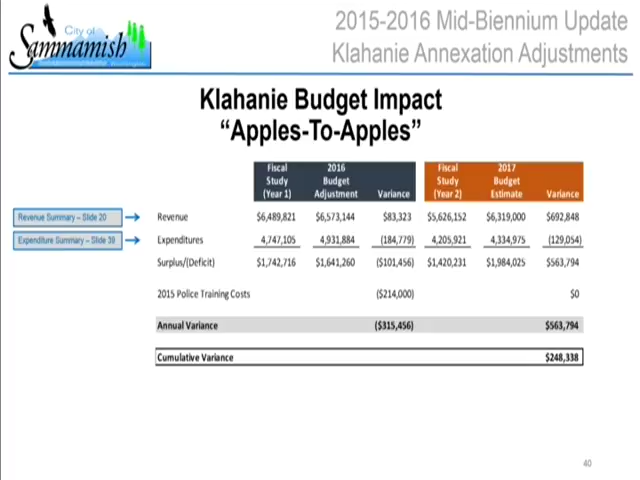 City of
Sammamish
2015-2016 Mid-Biennium Update
Klahanie Annexation Adjustments
Klahanie Budget Impact
“Apples-To-Apples”
Fiscal Study (Year 1) 2016 Budget Adjustment Variance Fiscal Study (Year 2) 2017 Budget Estimate Variance
Revenue Summary – Slide 20
Revenue $6,489,821 $6,573,144 $83,323 $5,626,152 $6,319,000 $692,848
Expenditure Summary – Slide 39
Expenditures 4,747,105 4,931,884 (184,779) 4,205,921 4,334,975 (129,054)
Surplus/(Deficit) $1,742,716 $1,641,260 ($101,456) $1,420,231 $1,984,025 $563,794
2015 Police Training Costs ($214,000) $0
Annual Variance ($315,456) $563,794
Cumulative Variance $248,338
40